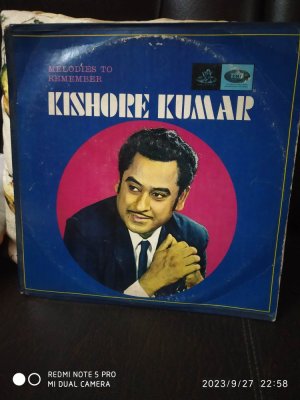 MELODIES TO
REMEMBER
KISHORE KUMAR
REDMI NOTE 5 PRO
MI DUAL CAMERA
2023/9/27 22:58